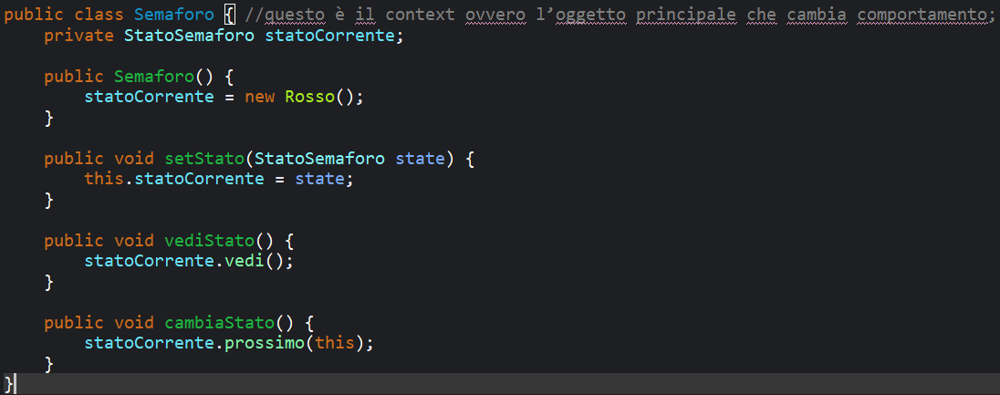 public class Semaforo { //questo è il context ovvero l’oggetto principale che cambia comportamento;
    private StatoSemaforo statoCorrente;

    public Semaforo() {
        statoCorrente = new Rosso();
    }

    public void setStato(StatoSemaforo state) {
        this.statoCorrente = state;
    }

    public void vediStato() {
        statoCorrente.vedi();
    }

    public void cambiaStato() {
        statoCorrente.prossimo(this);
    }
}